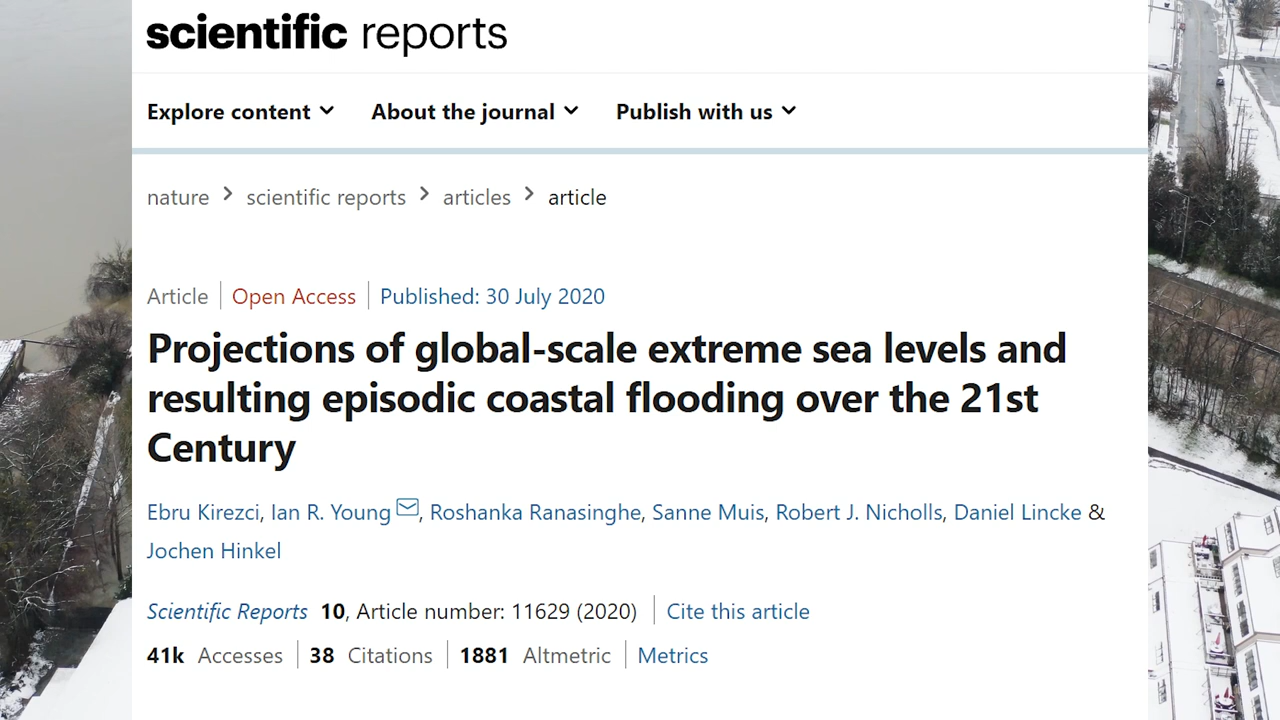 scientific reports
Explore content About the journal Publish with us
nature scientific reports articles article
Article Open Access Published: 30 July 2020
Projections of global-scale extreme sea levels and
resulting episodic coastal flooding over the 21st
Century
Ebru Kirezci, Ian R. Young, Roshanka Ranasinghe, Sanne Muis, Robert J. Nicholls, Daniel Lincke &
Jochen Hinkel
Scientific Reports 10, Article number: 11629 (2020) Cite this article
41k Accesses 38 Citations 1881 Altmetric Metrics